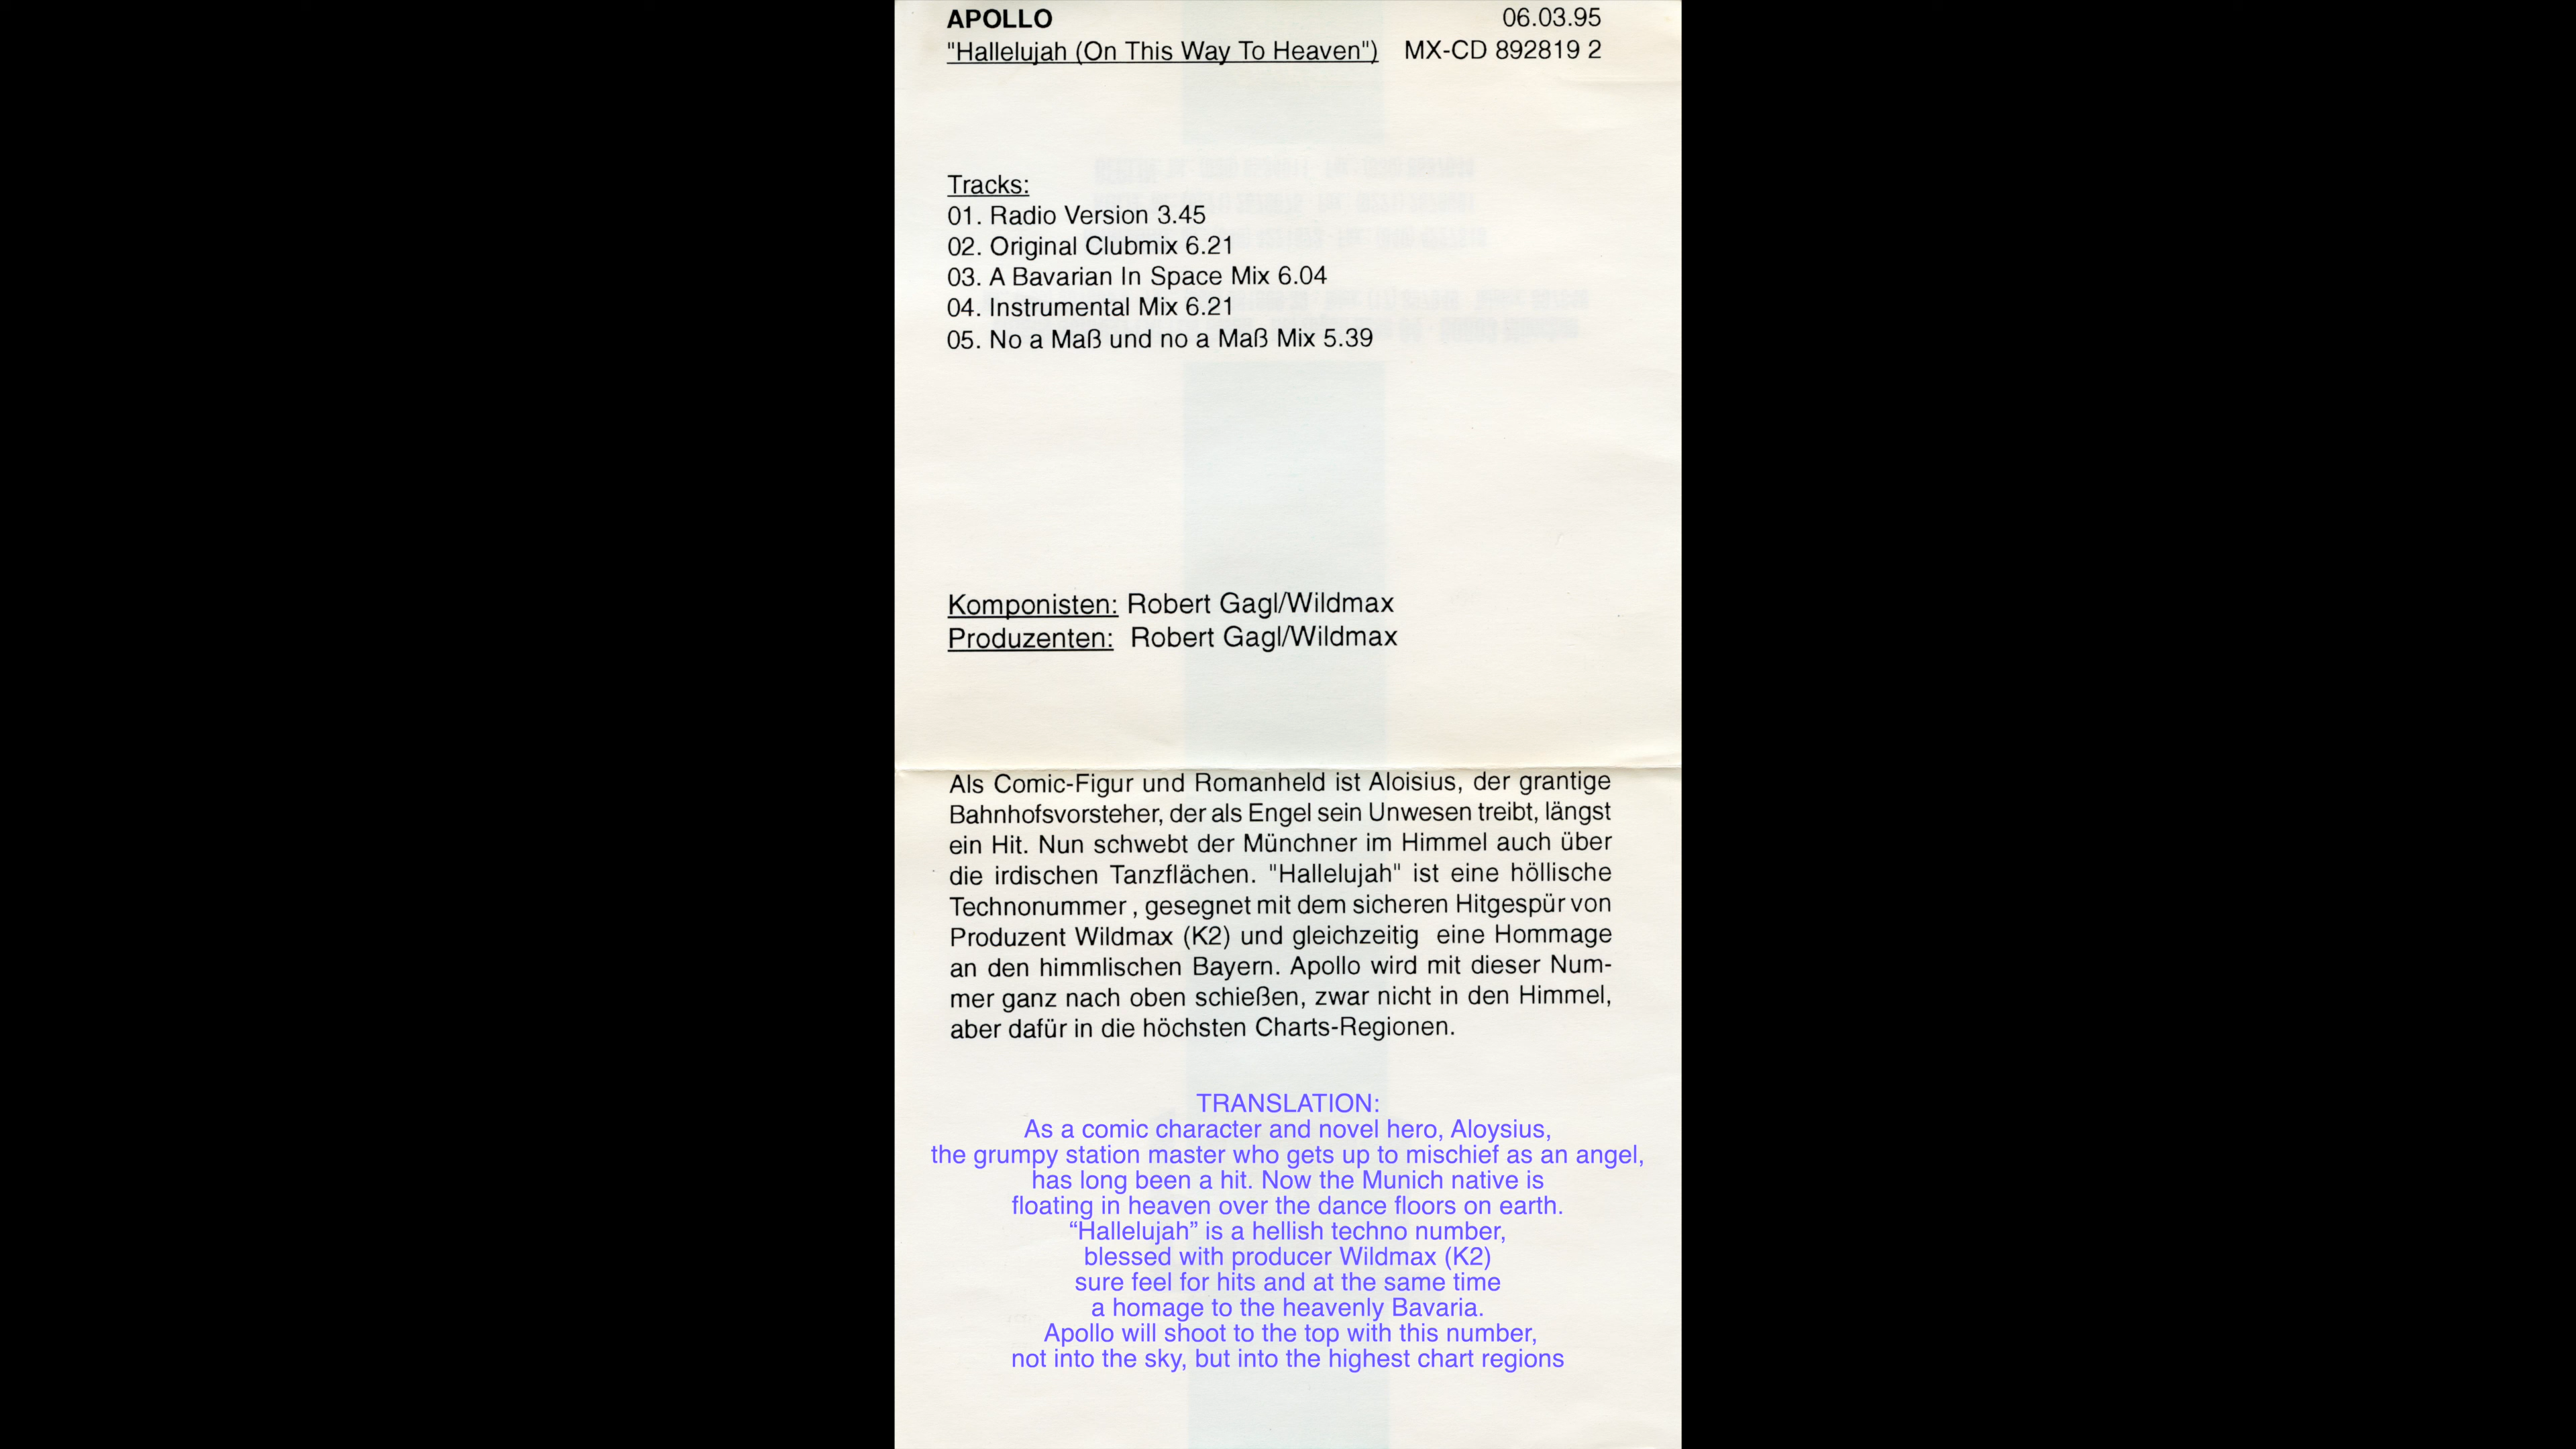 APOLLO 06.03.95
"Hallelujah (On This Way To Heaven") MX-CD 892819 2
Tracks:
01. Radio Version 3.45
02. Original Clubmix 6.21
03. A Bavarian In Space Mix 6.04
04. Instrumental Mix 6.21
05. No a Maß und no a Maß Mix 5.39
Komponisten: Robert Gagl/Wildmax
Produzenten: Robert Gagl/Wildmax
Als Comic-Figur und Romanheld ist Aloisius, der grantige
Bahnhofsvorsteher, der als Engel sein Unwesen treibt, längst
ein Hit. Nun schwebt der Münchner im Himmel auch über
die irdischen Tanzflächen. "Hallelujah" ist eine höllische
Technonummer , gesegnet mit dem sicheren Hitgespür von
Produzent Wildmax (K2) und gleichzeitig eine Hommage
an den himmlischen Bayern. Apollo wird mit dieser Num-
mer ganz nach oben schießen, zwar nicht in den Himmel,
aber dafür in die höchsten Charts-Regionen.
TRANSLATION:
As a comic character and novel hero, Aloysius,
the grumpy station master who gets up to mischief as an angel,
has long been a hit. Now the Munich native is
floating in heaven over the dance floors on earth.
“Hallelujah” is a hellish techno number,
blessed with producer Wildmax (K2)
sure feel for hits and at the same time
a homage to the heavenly Bavaria.
Apollo will shoot to the top with this number,
not into the sky, but into the highest chart regions